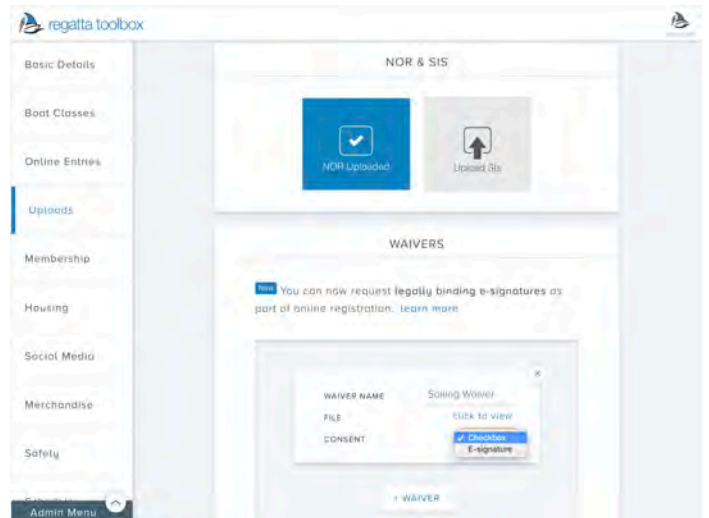 regatta toolbox
Basic Details
Boat Classes
Online Entries
Uploads
Membership
Housing
Social Media
Merchandise
Safety
Admin Menu
NOR & SIS
NOR Uploaded
Upload SIs
WAIVERS
New You can now request legally binding e-signatures as
part of online registration. Learn more
×
WAIVER NAME Sailing Waiver
FILE click to view
CONSENT ✓ Checkbox
E-signature
+ WAIVER